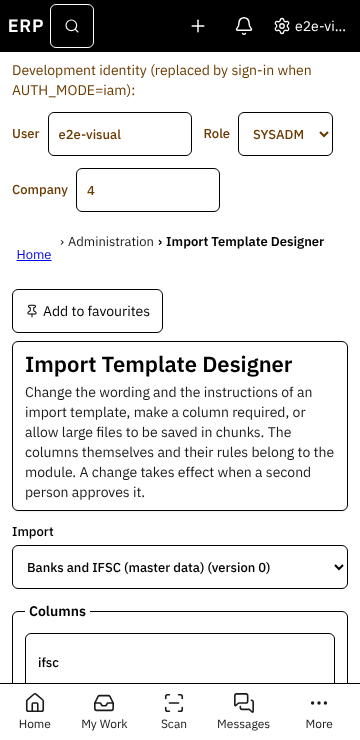 ERP
e2e-vi...
Development identity (replaced by sign-in when
AUTH_MODE=iam):
User e2e-visual Role SYSADM
Company 4
Home › Administration › Import Template Designer
Add to favourites
Import Template Designer
Change the wording and the instructions of an
import template, make a column required, or
allow large files to be saved in chunks. The
columns themselves and their rules belong to the
module. A change takes effect when a second
person approves it.
Import
Banks and IFSC (master data) (version 0)
Columns
ifsc
Home My Work Scan Messages More